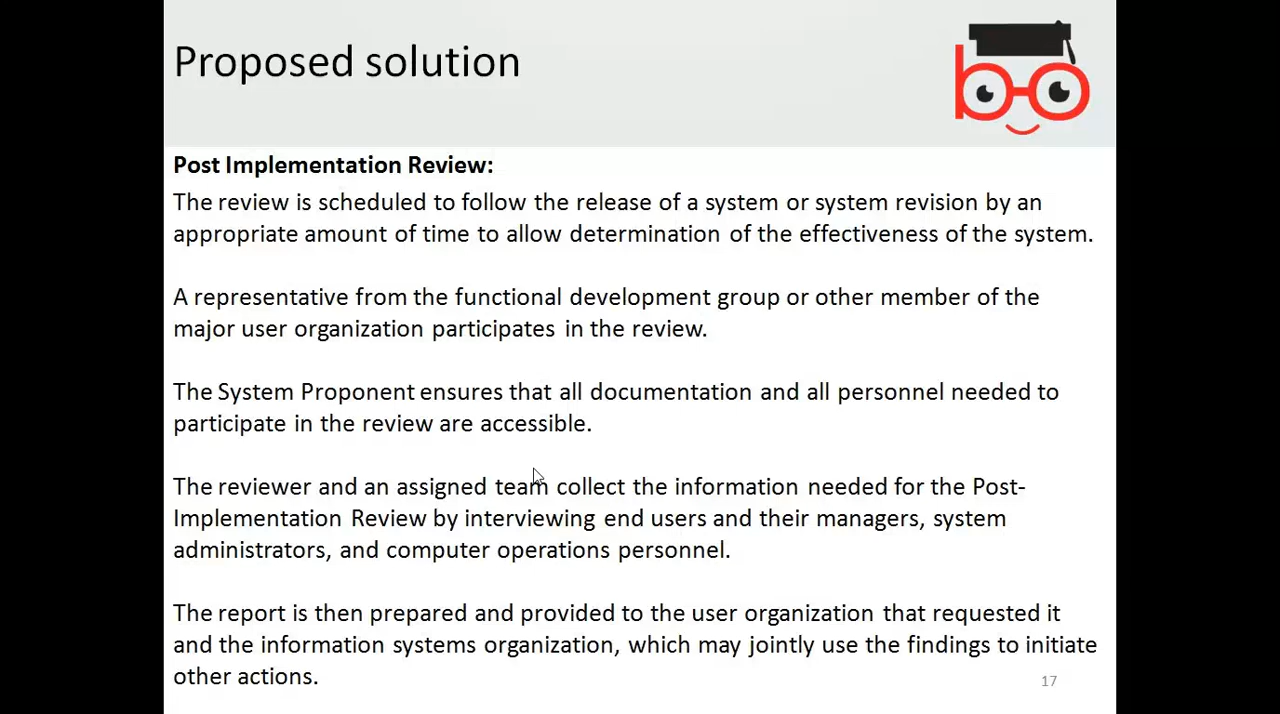 Proposed solution
Post Implementation Review:
The review is scheduled to follow the release of a system or system revision by an
appropriate amount of time to allow determination of the effectiveness of the system.
A representative from the functional development group or other member of the
major user organization participates in the review.
The System Proponent ensures that all documentation and all personnel needed to
participate in the review are accessible.
The reviewer and an assigned team collect the information needed for the Post-
Implementation Review by interviewing end users and their managers, system
administrators, and computer operations personnel.
The report is then prepared and provided to the user organization that requested it
and the information systems organization, which may jointly use the findings to initiate
other actions.
17